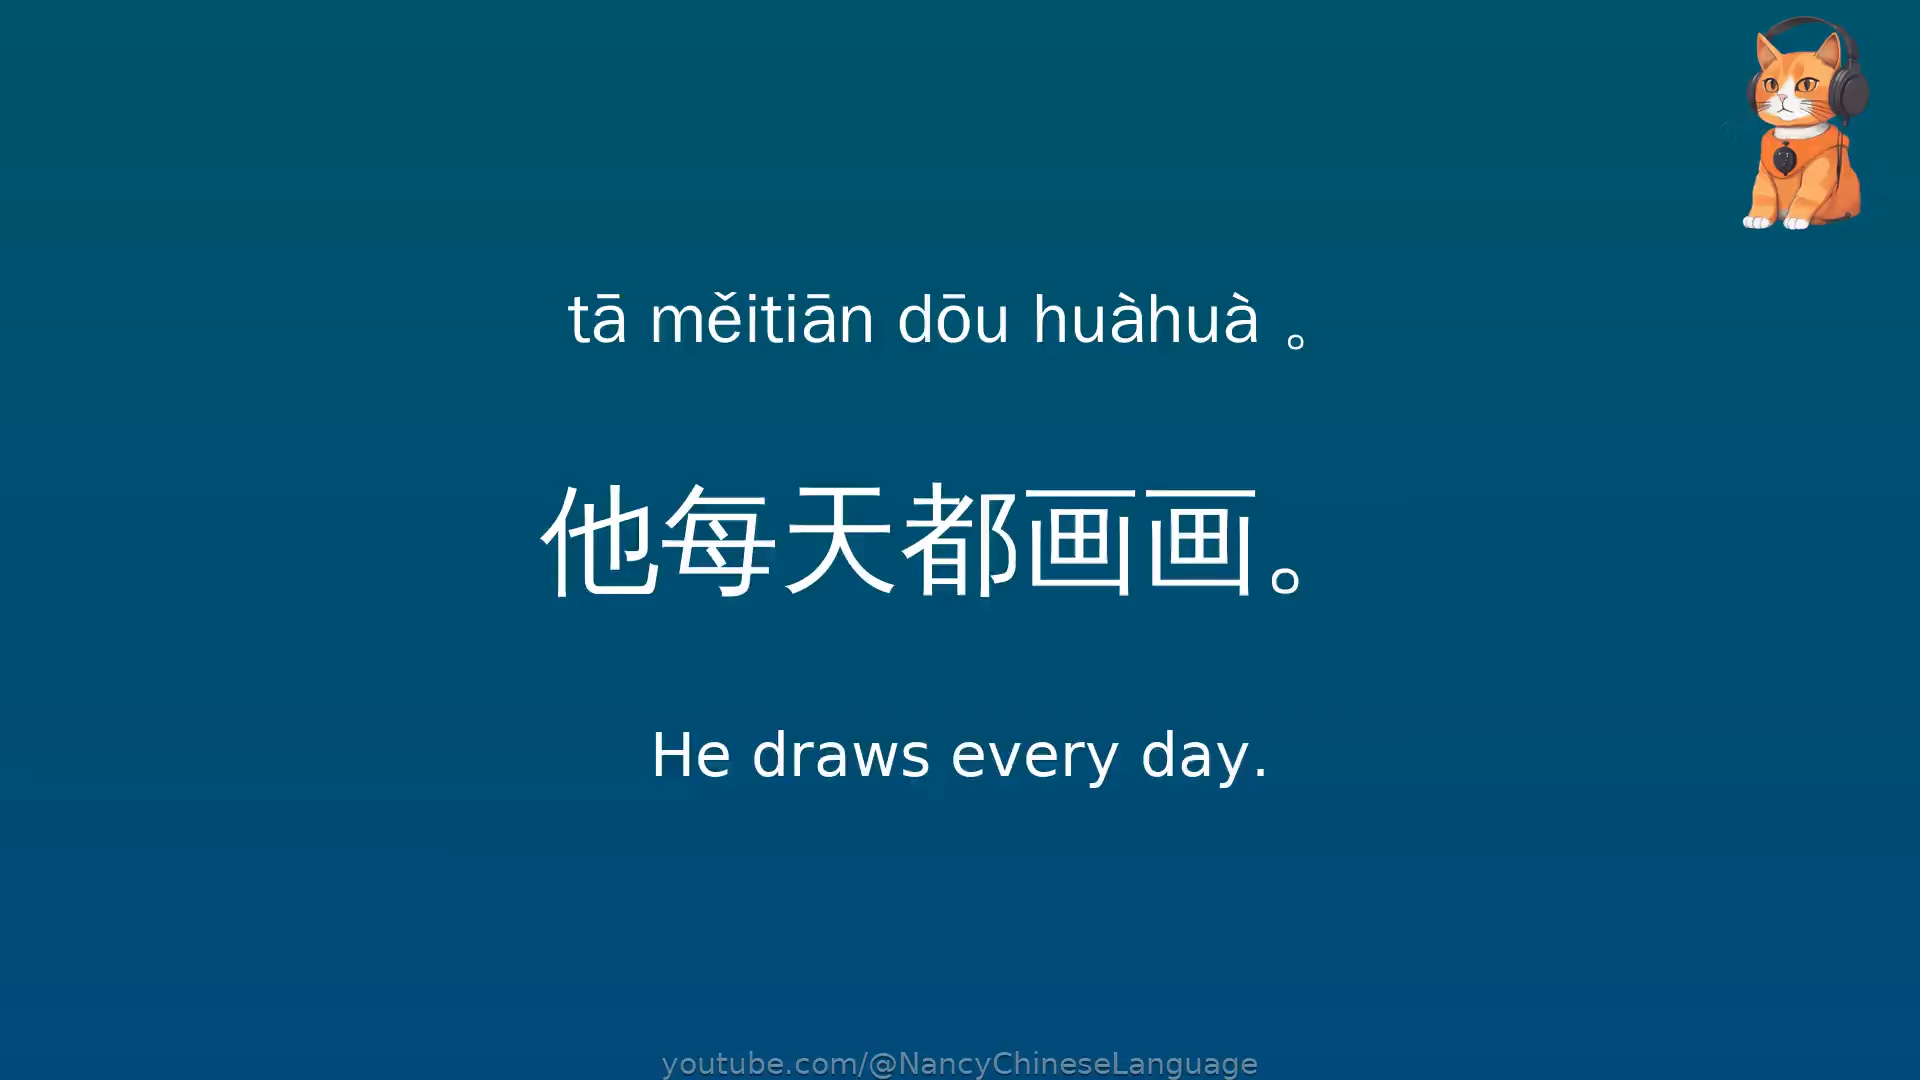 tā měitiān dōu huàhuà 。
他每天都画画。
He draws every day.
youtube.com/@NancyChineseLanguage